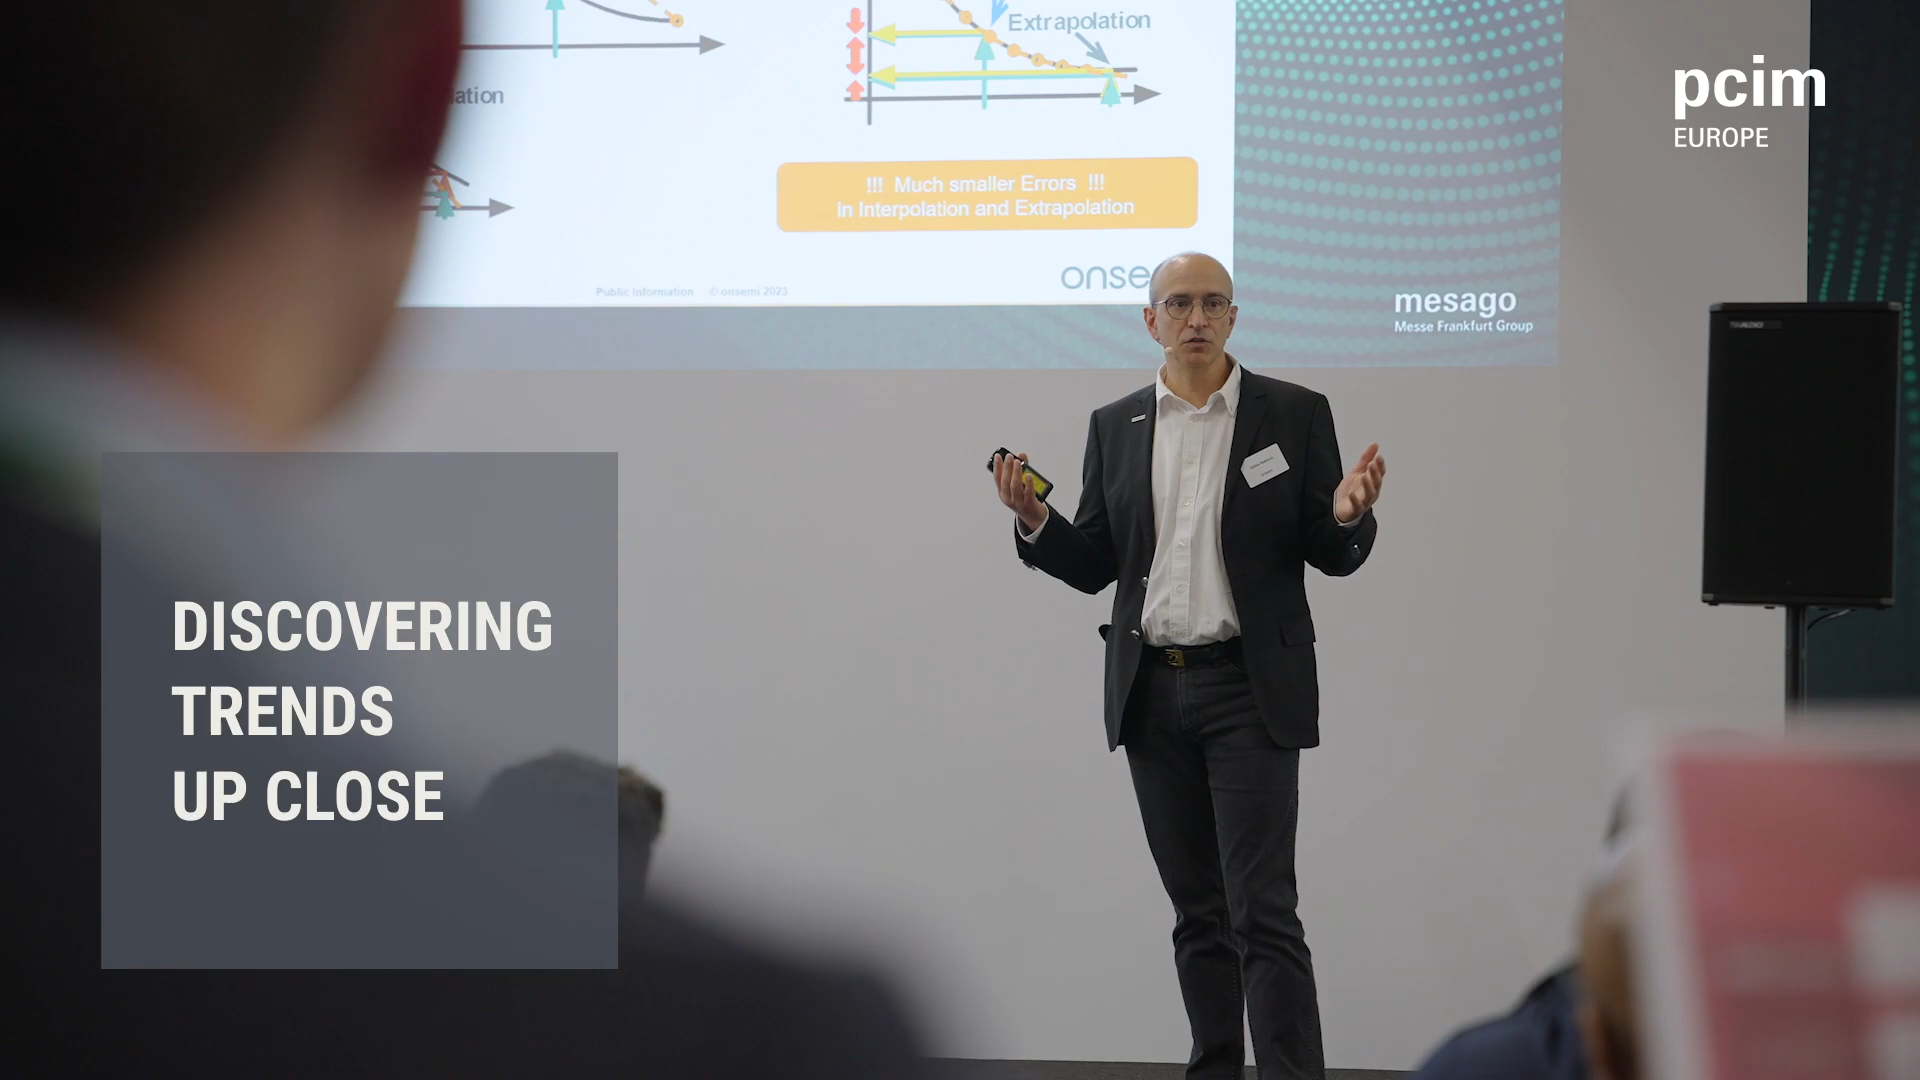 Extrapolation
!!! Much smaller Errors !!!
in Interpolation and Extrapolation
Public Information © onsemi 2023
onse
mesago
Messe Frankfurt Group
pcim
EUROPE
DISCOVERING
TRENDS
UP CLOSE